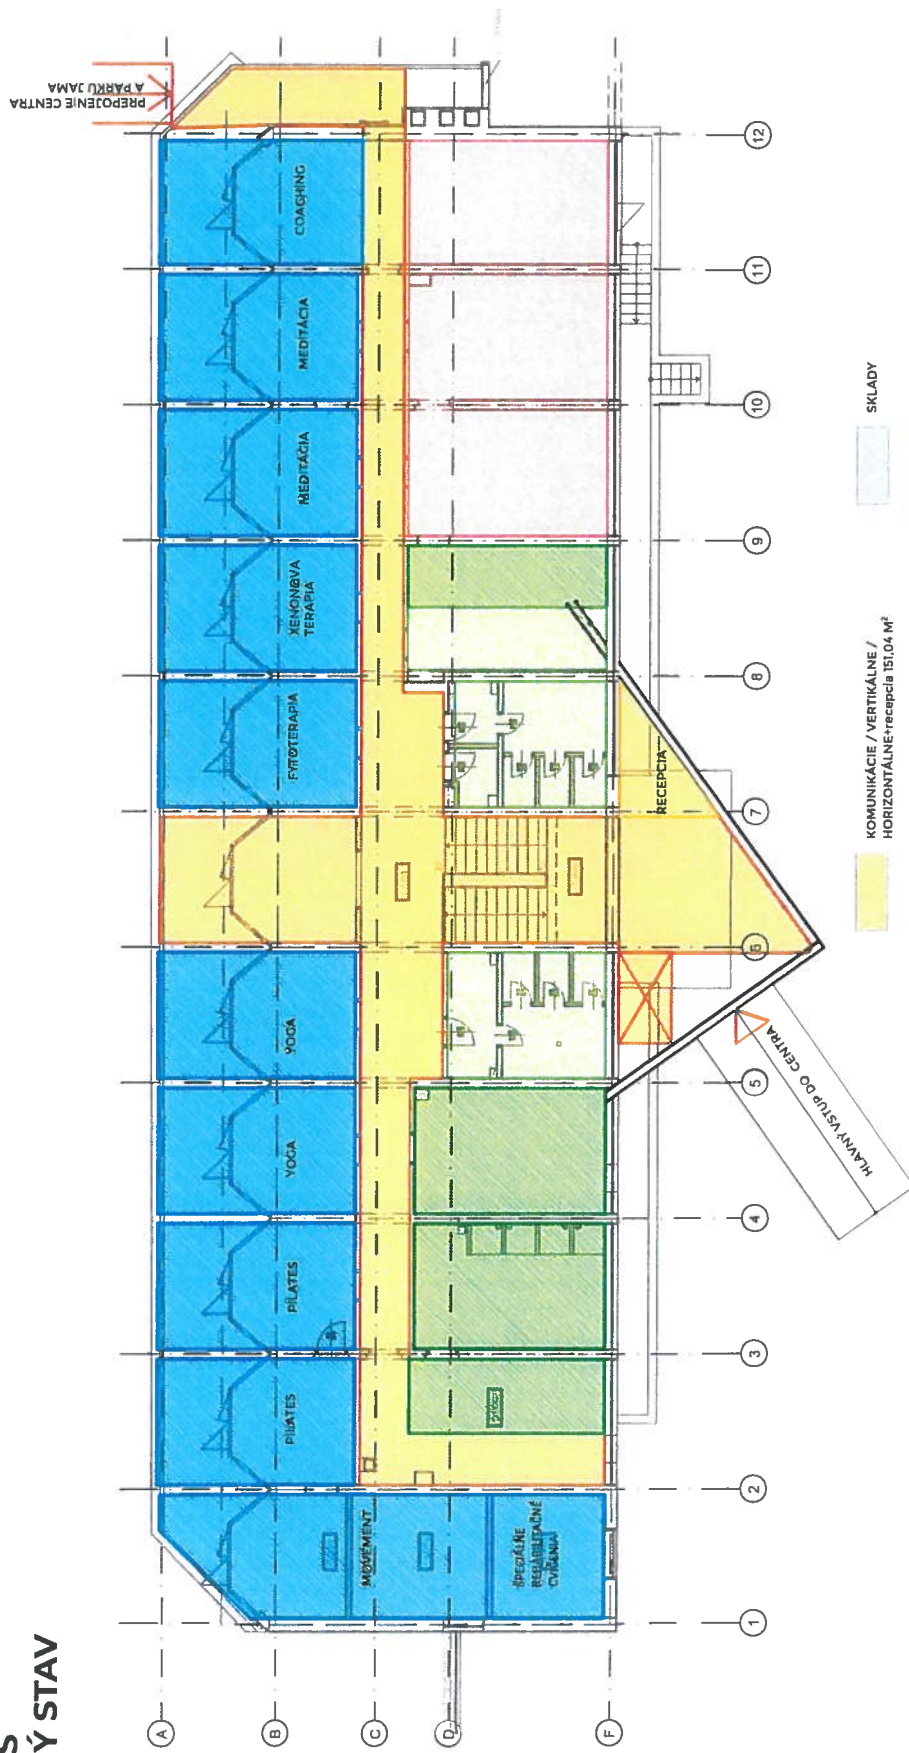 S
Ý STAV
PREPOJENIE CENTRA
A PARKU JAMA
COACHING
MEDITÁCIA
MEDITÁCIA
XENONOVA
TERAPIA
FYTOTERAPIA
YOGA
YOGA
PILATES
PILATES
MOVEMENT
ŠPECIÁLNE
REHABILITAČNÉ
CVIČENIA
RECEPCIA
HLAVNÝ VSTUP DO CENTRA
A
B
C
D
F
1
2
3
4
5
6
7
8
9
10
11
12
KOMUNIKÁCIE / VERTIKÁLNE /
HORIZONTÁLNE+recepcia 151,04 M²
SKLADY